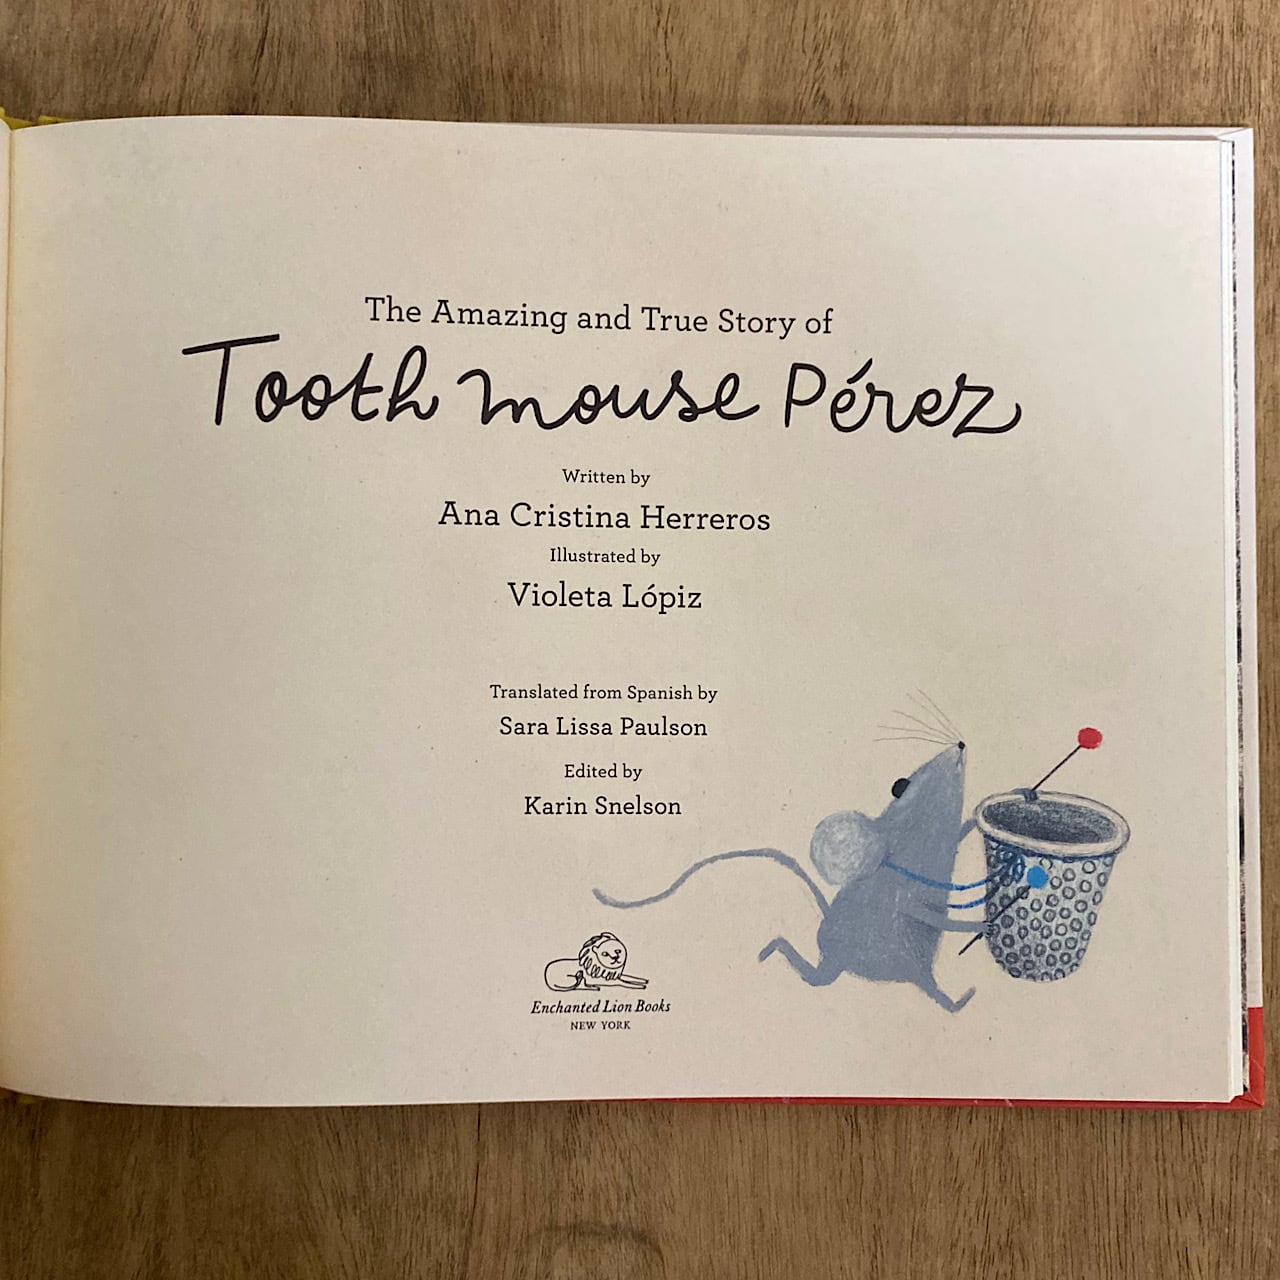 The Amazing and True Story of
Tooth mouse Pérez
Written by
Ana Cristina Herreros
Illustrated by
Violeta Lópiz
Translated from Spanish by
Sara Lissa Paulson
Edited by
Karin Snelson
Enchanted Lion Books
NEW YORK